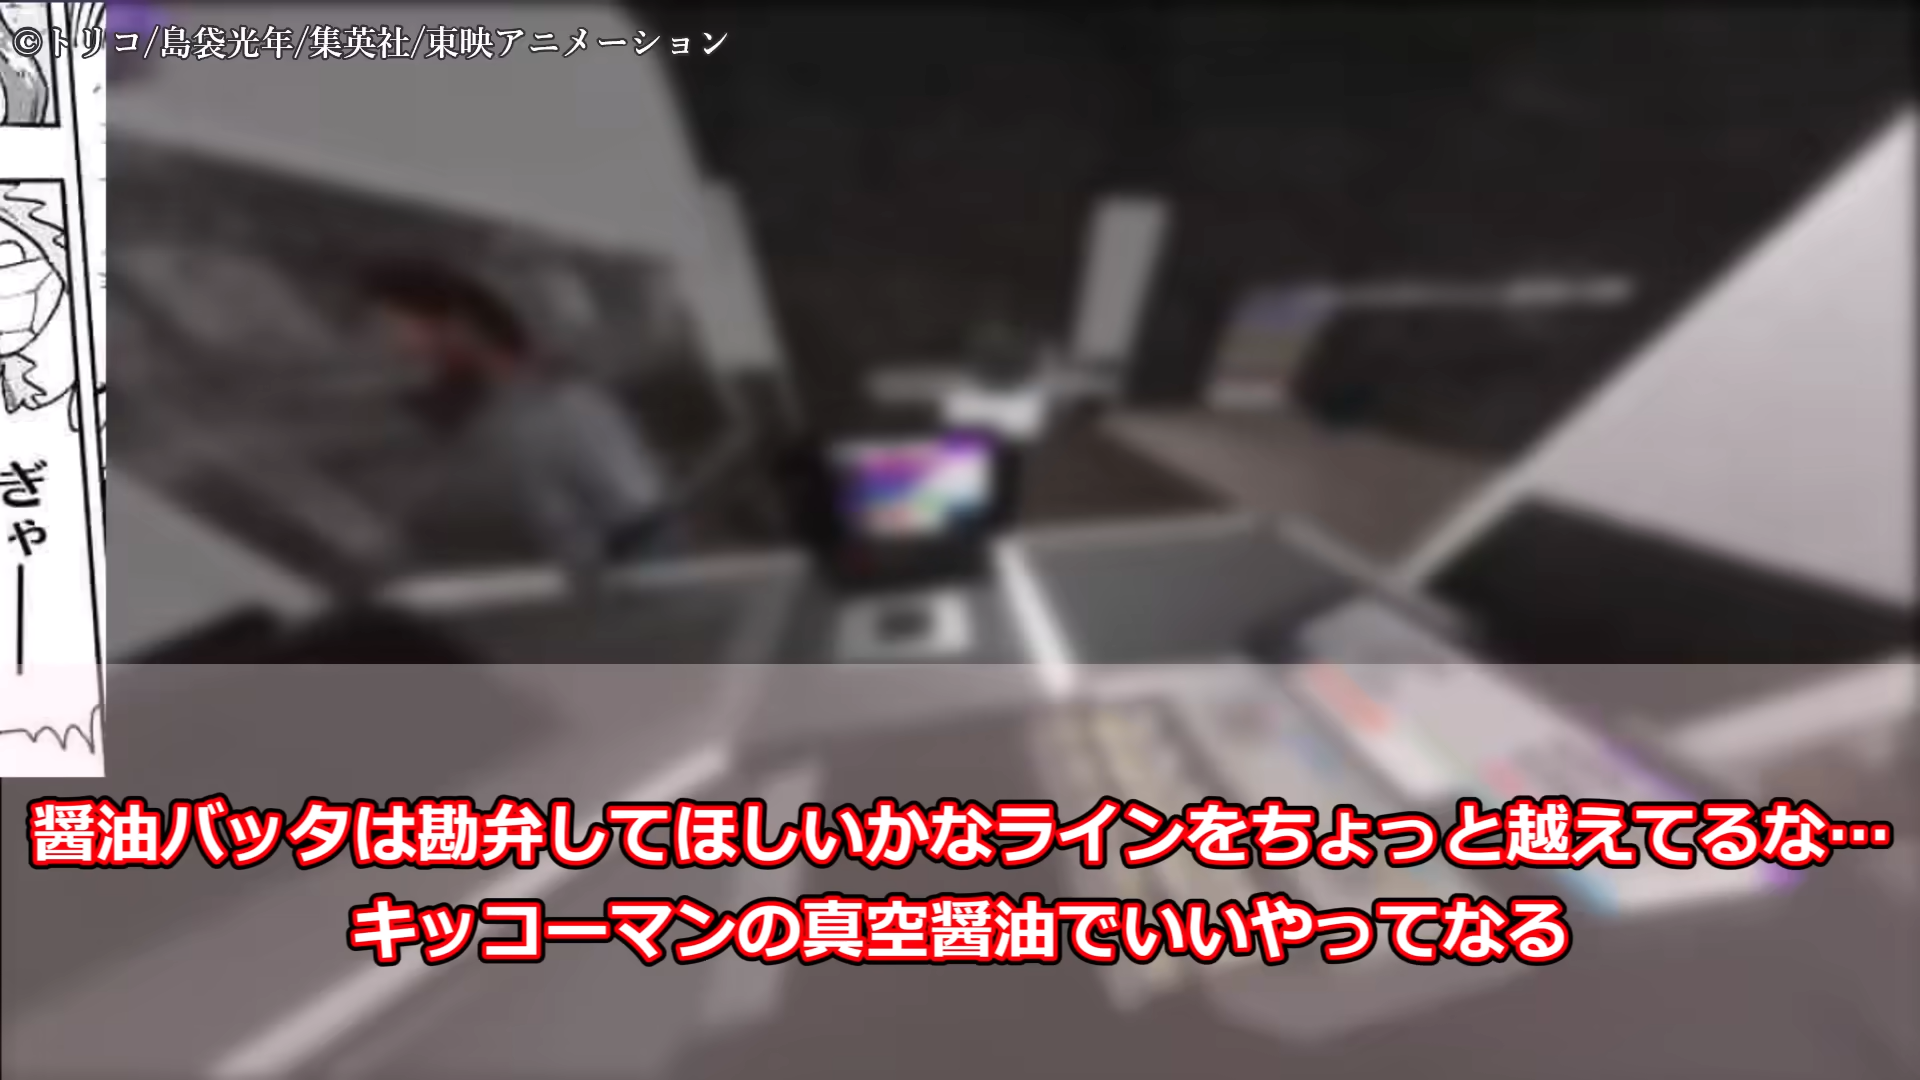 ©トリコ/島袋光年/集英社/東映アニメーション
ぎゃー
醤油バッタは勘弁してほしいかなラインをちょっと越えてるな…
キッコーマンの真空醤油でいいやってなる